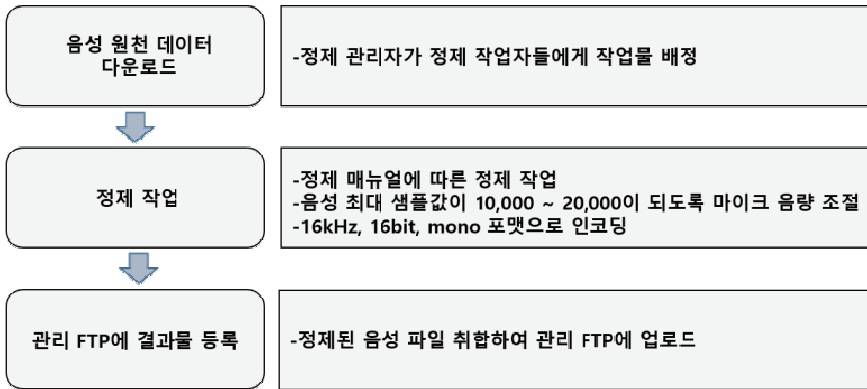 음성 원천 데이터
다운로드
-정제 관리자가 정제 작업자들에게 작업물 배정
정제 작업
-정제 매뉴얼에 따른 정제 작업
-음성 최대 샘플값이 10,000 ~ 20,000이 되도록 마이크 음량 조절
-16kHz, 16bit, mono 포맷으로 인코딩
관리 FTP에 결과물 등록
-정제된 음성 파일 취합하여 관리 FTP에 업로드